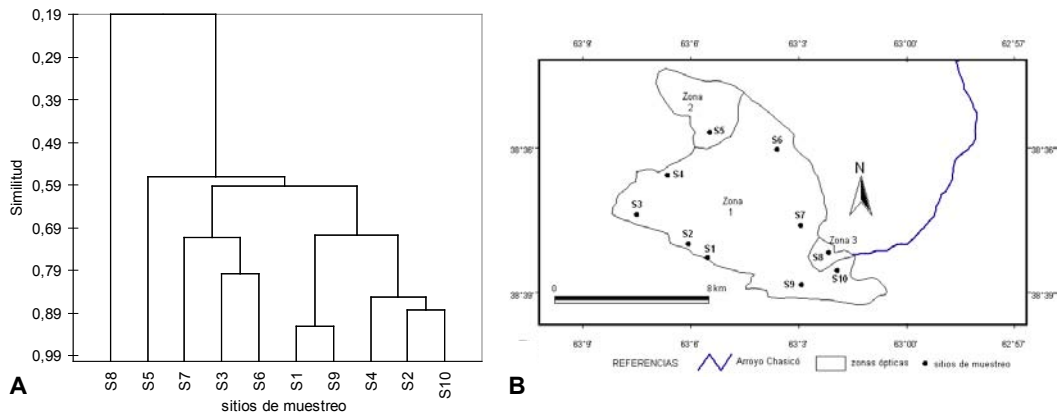 0,19
0,29
0,39
0,49
0,59
0,69
0,79
0,89
0,99
Similitud
S8 S5 S7 S3 S6 S1 S9 S4 S2 S10
sitios de muestreo
A
B
63°9' 63°6' 63°3' 63°00' 62°57'
38°36' 38°36'
38°39' 38°39'
Zona
2
S5
S6
S4
N
S3
Zona
1
S7
S2
S1
Zona 3
S8
S10
S9
0 8 km
63°9' 63°6' 63°3' 63°00' 62°57'
REFERENCIAS Arroyo Chasicó zonas ópticas sitios de muestreo